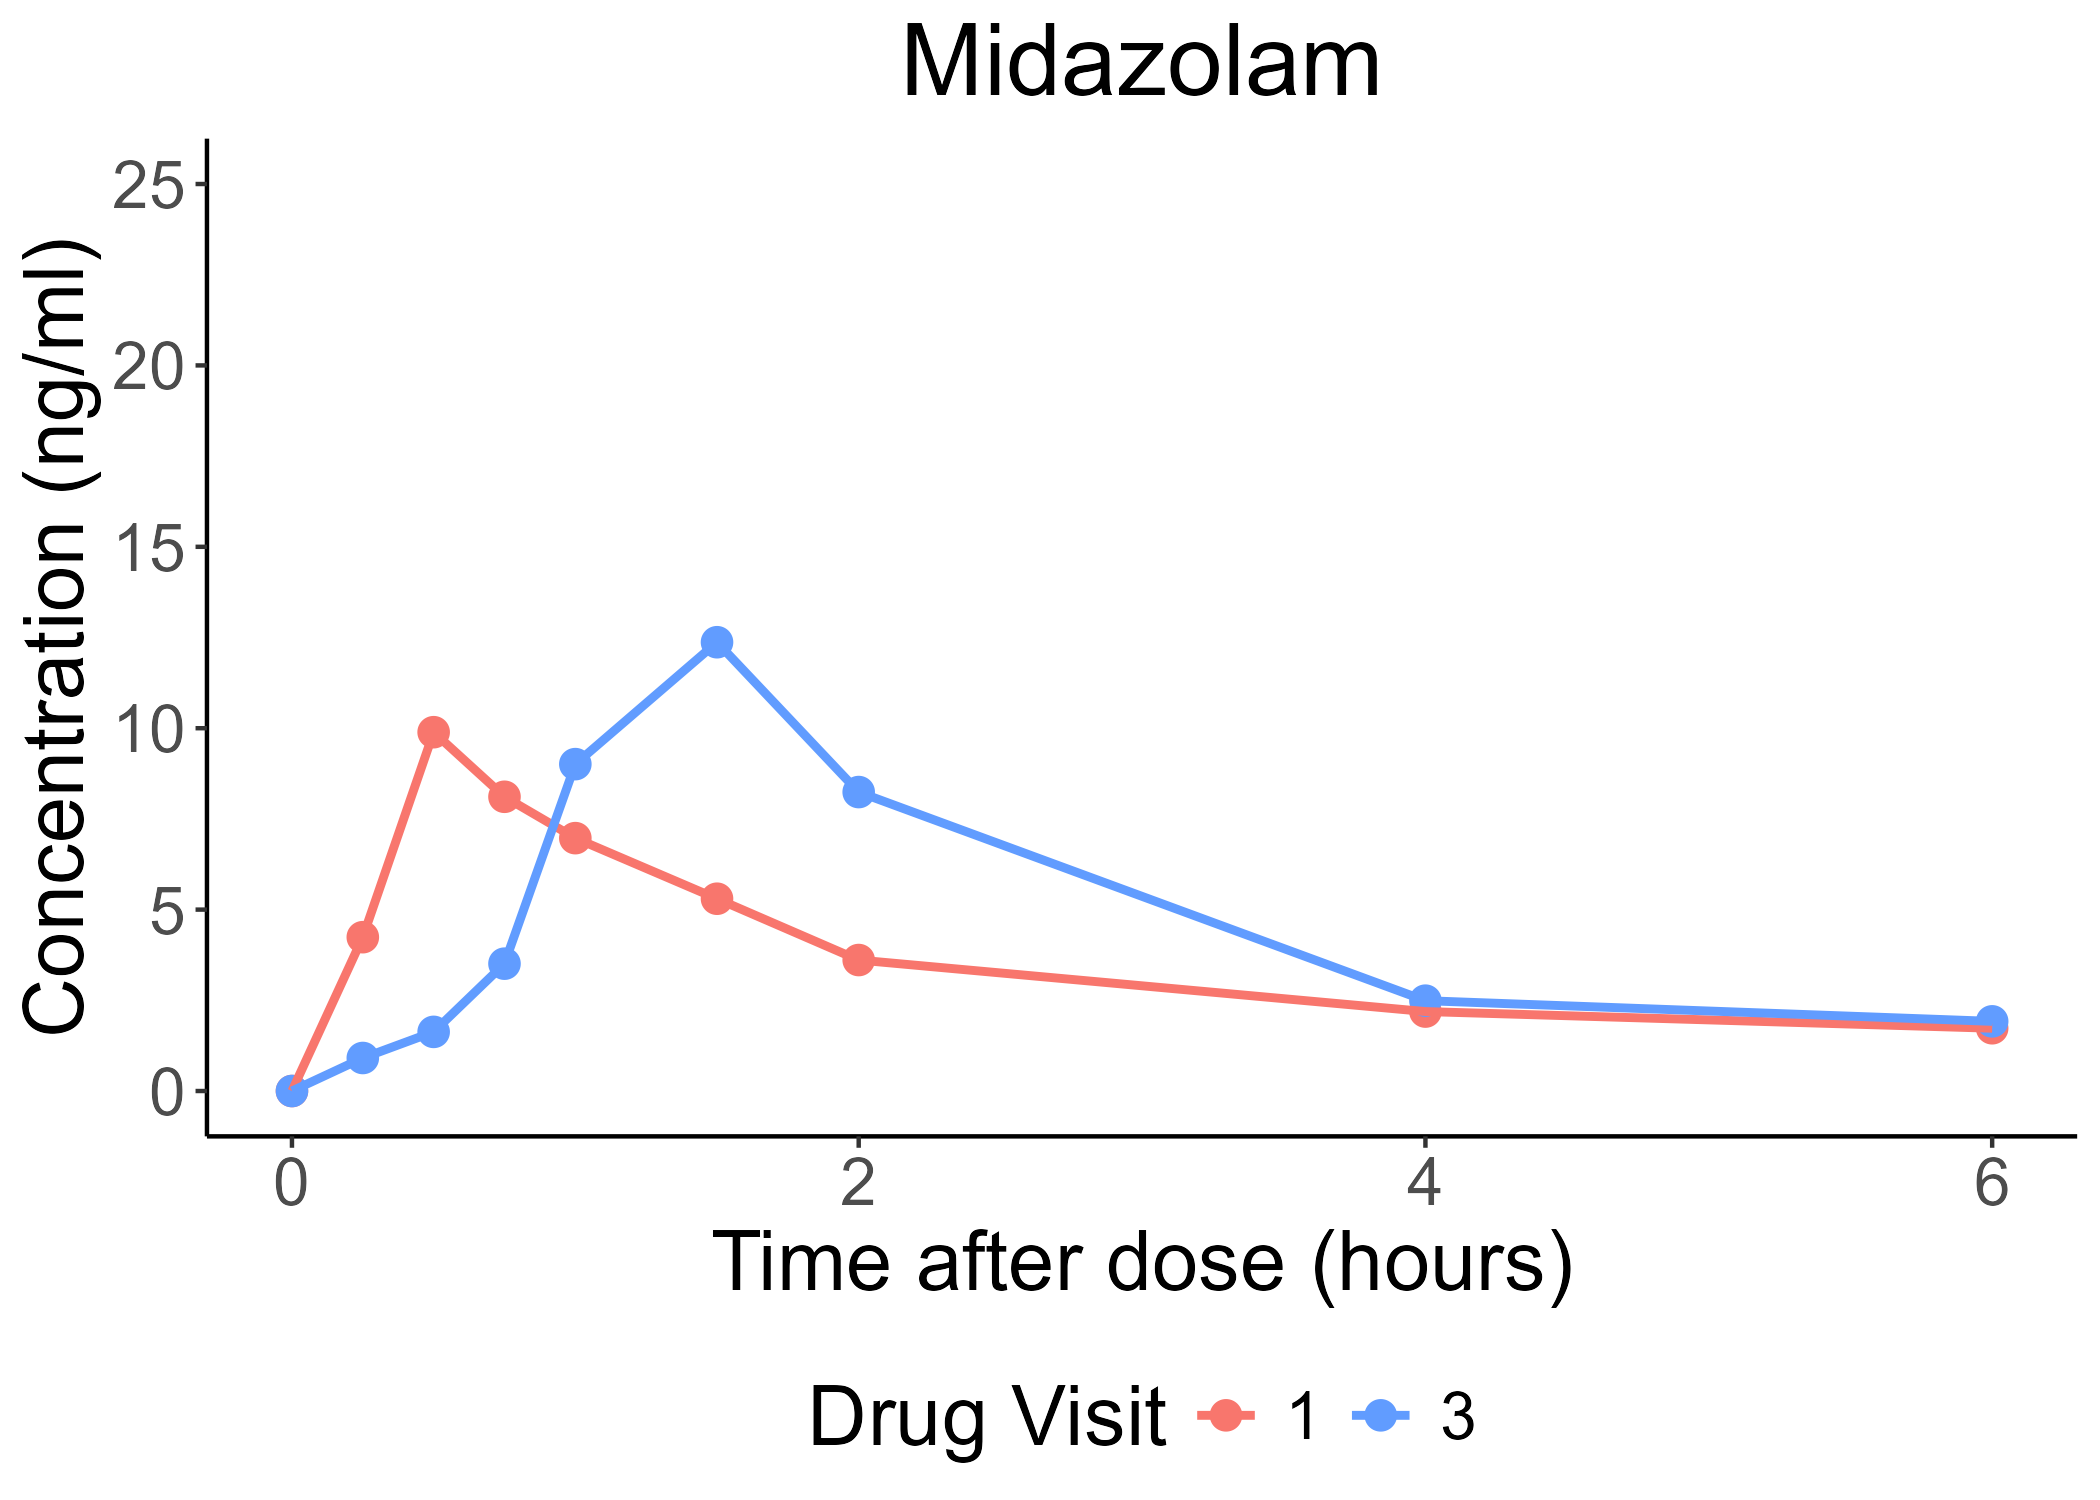 Midazolam
Concentration (ng/ml)
25
20
15
10
5
0
0 2 4 6
Time after dose (hours)
Drug Visit 1 3